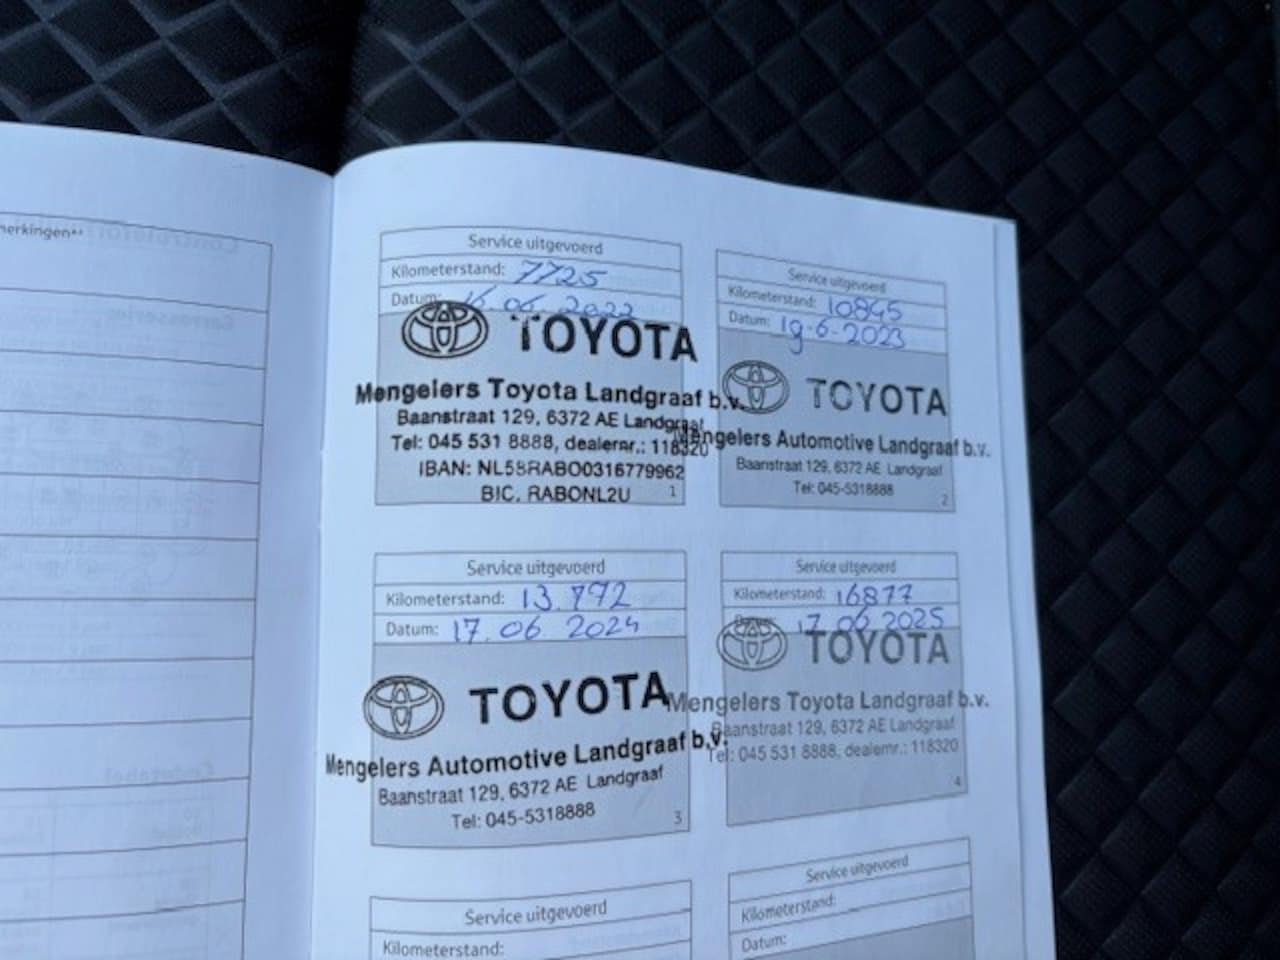 merkingen
Service uitgevoerd
Kilometerstand: 7725
Datum: 16.06.2022
TOYOTA
Mengelers Toyota Landgraaf b.v.
Baanstraat 129, 6372 AE Landgraaf
Tel: 045 531 8888, dealernr.: 118320
IBAN: NL58RABO0316779962
BIC. RABONL2U
1
Service uitgevoerd
Kilometerstand: 10845
Datum: 19-6-2023
TOYOTA
Mengelers Automotive Landgraaf b.v.
Baanstraat 129, 6372 AE Landgraaf
Tel: 045-5318888
2
Service uitgevoerd
Kilometerstand: 13.792
Datum: 17.06.2024
TOYOTA
Mengelers Automotive Landgraaf b.v.
Baanstraat 129, 6372 AE Landgraaf
Tel: 045-5318888
3
Service uitgevoerd
Kilometerstand: 16877
Datum: 17.06.2025
TOYOTA
Mengelers Toyota Landgraaf b.v.
Baanstraat 129, 6372 AE Landgraaf
Tel: 045 531 8888, dealernr.: 118320
4
Service uitgevoerd
Kilometerstand:
Service uitgevoerd
Kilometerstand:
Datum: